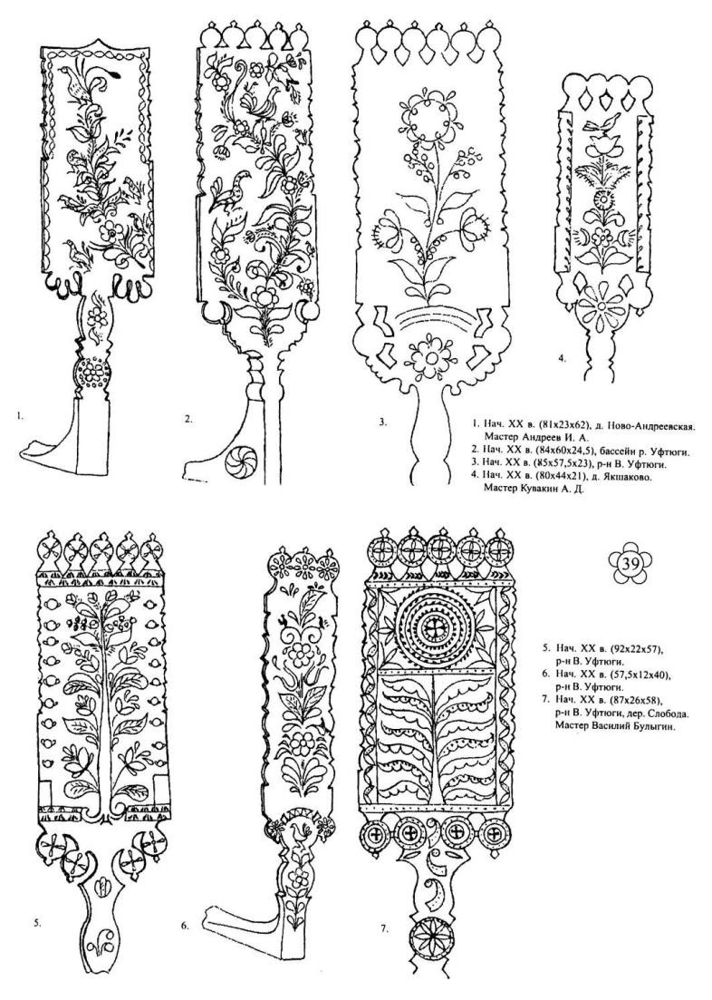 1.
2.
3.
4.
1. Нач. XX в. (81х23х62), д. Ново-Андреевская.
Мастер Андреев И. А.
2. Нач. XX в. (84х60х24,5), бассейн р. Уфтюги.
3. Нач. XX в. (85х57,5х23), р-н В. Уфтюги.
4. Нач. XX в. (80х44х21), д. Якшаково.
Мастер Кувакин А. Д.
39
5. Нач. XX в. (92х22х57),
р-н В. Уфтюги.
6. Нач. XX в. (57,5х12х40),
р-н В. Уфтюги.
7. Нач. XX в. (87х26х58),
р-н В. Уфтюги, дер. Слобода.
Мастер Василий Булыгин.
5.
6.
7.